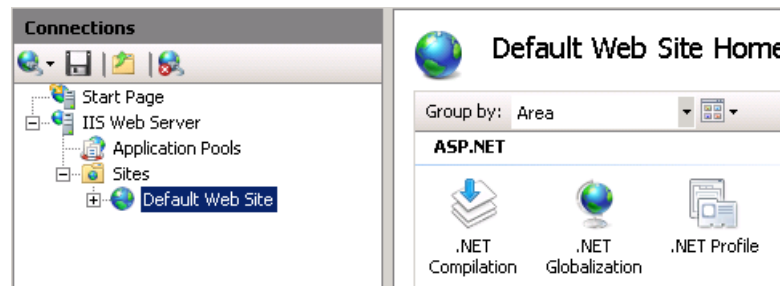 Connections
Start Page
IIS Web Server
Application Pools
Sites
Default Web Site
Default Web Site Home
Group by: Area
ASP.NET
.NET Compilation
.NET Globalization
.NET Profile